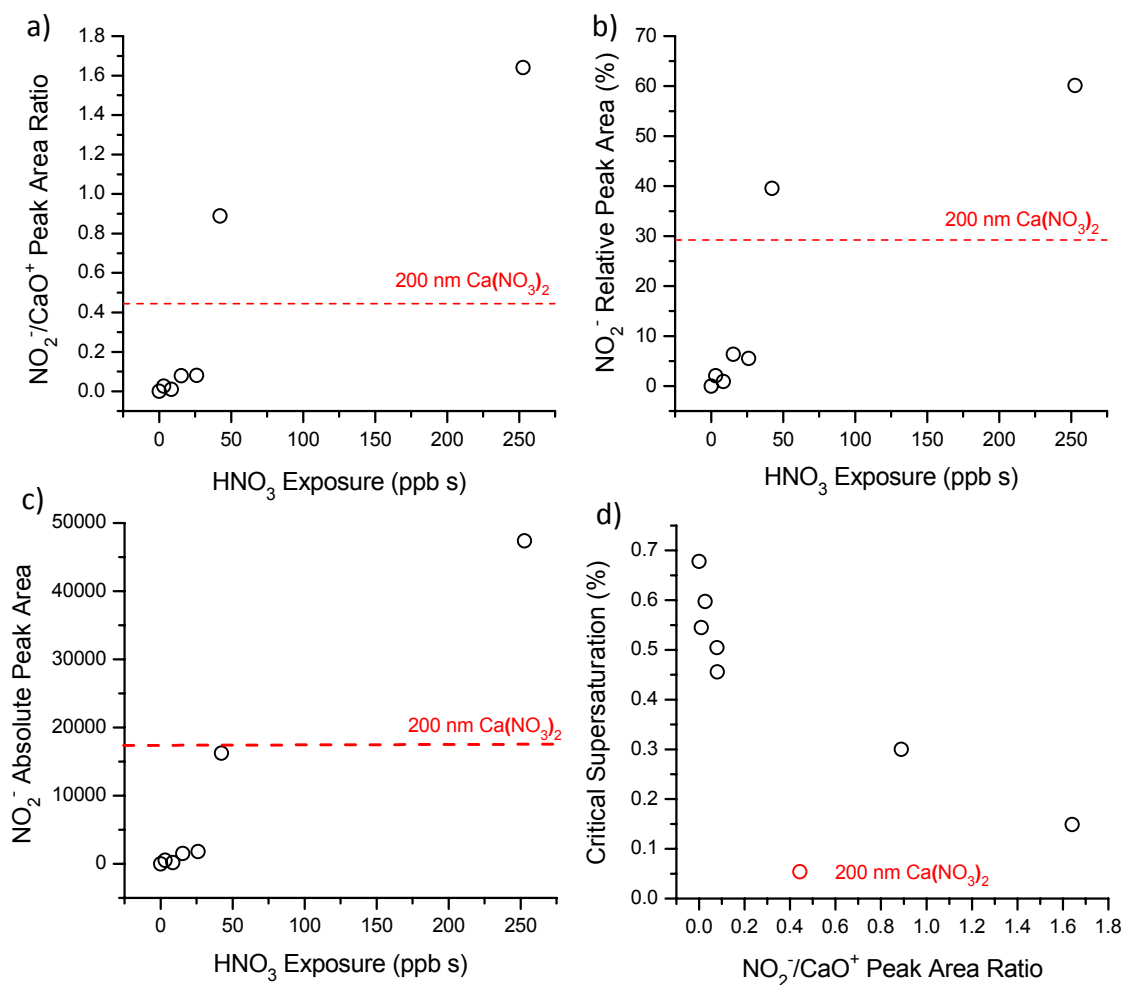 a)
NO₂⁻/CaO⁺ Peak Area Ratio
1.8
1.6
1.4
1.2
1.0
0.8
0.6
0.4
0.2
0.0
200 nm Ca(NO₃)₂
0 50 100 150 200 250
HNO₃ Exposure (ppb s)
b)
NO₂⁻ Relative Peak Area (%)
70
60
50
40
30
20
10
0
200 nm Ca(NO₃)₂
0 50 100 150 200 250
HNO₃ Exposure (ppb s)
c)
NO₂⁻ Absolute Peak Area
50000
40000
30000
20000
10000
0
200 nm Ca(NO₃)₂
0 50 100 150 200 250
HNO₃ Exposure (ppb s)
d)
Critical Supersaturation (%)
0.7
0.6
0.5
0.4
0.3
0.2
0.1
0.0
200 nm Ca(NO₃)₂
0.0 0.2 0.4 0.6 0.8 1.0 1.2 1.4 1.6 1.8
NO₂⁻/CaO⁺ Peak Area Ratio